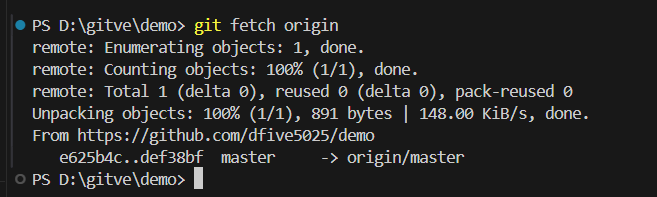 PS D:\gitve\demo> git fetch origin
remote: Enumerating objects: 1, done.
remote: Counting objects: 100% (1/1), done.
remote: Total 1 (delta 0), reused 0 (delta 0), pack-reused 0
Unpacking objects: 100% (1/1), 891 bytes | 148.00 KiB/s, done.
From https://github.com/dfive5025/demo
   e625b4c..def38bf  master     -> origin/master
PS D:\gitve\demo>